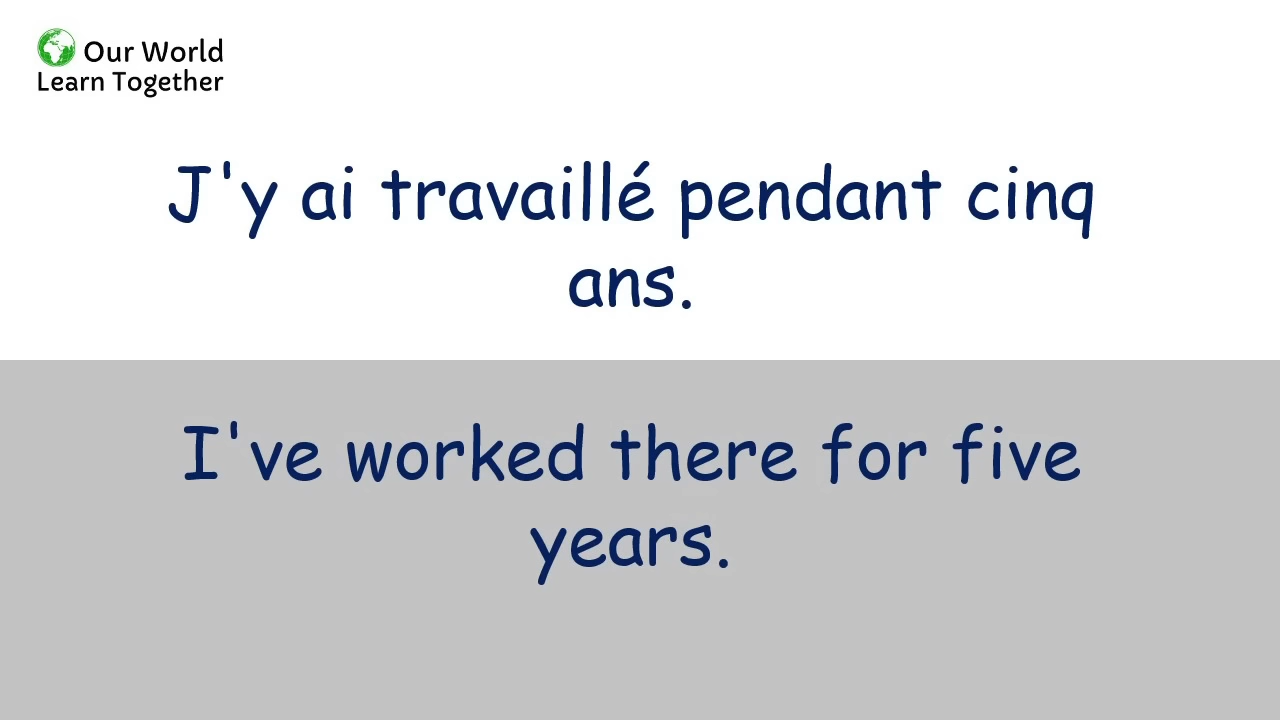 Our World
Learn Together
J'y ai travaillé pendant cinq
ans.
I've worked there for five
years.